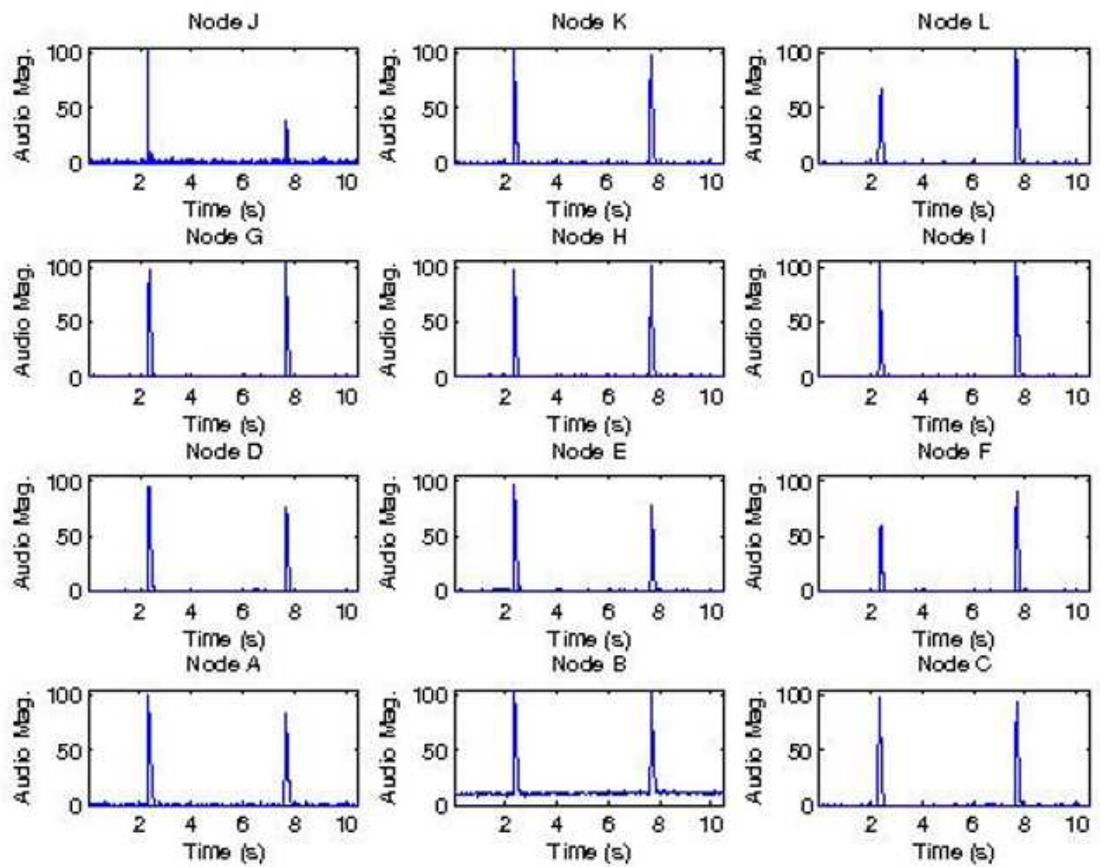 Node J Node K Node L
100 100 100
Audio Mag. Audio Mag. Audio Mag.
50 50 50
0 0 0
2 4 6 8 10 2 4 6 8 10 2 4 6 8 10
Time (s) Time (s) Time (s)
Node G Node H Node I
100 100 100
Audio Mag. Audio Mag. Audio Mag.
50 50 50
0 0 0
2 4 6 8 10 2 4 6 8 10 2 4 6 8 10
Time (s) Time (s) Time (s)
Node D Node E Node F
100 100 100
Audio Mag. Audio Mag. Audio Mag.
50 50 50
0 0 0
2 4 6 8 10 2 4 6 8 10 2 4 6 8 10
Time (s) Time (s) Time (s)
Node A Node B Node C
100 100 100
Audio Mag. Audio Mag. Audio Mag.
50 50 50
0 0 0
2 4 6 8 10 2 4 6 8 10 2 4 6 8 10
Time (s) Time (s) Time (s)